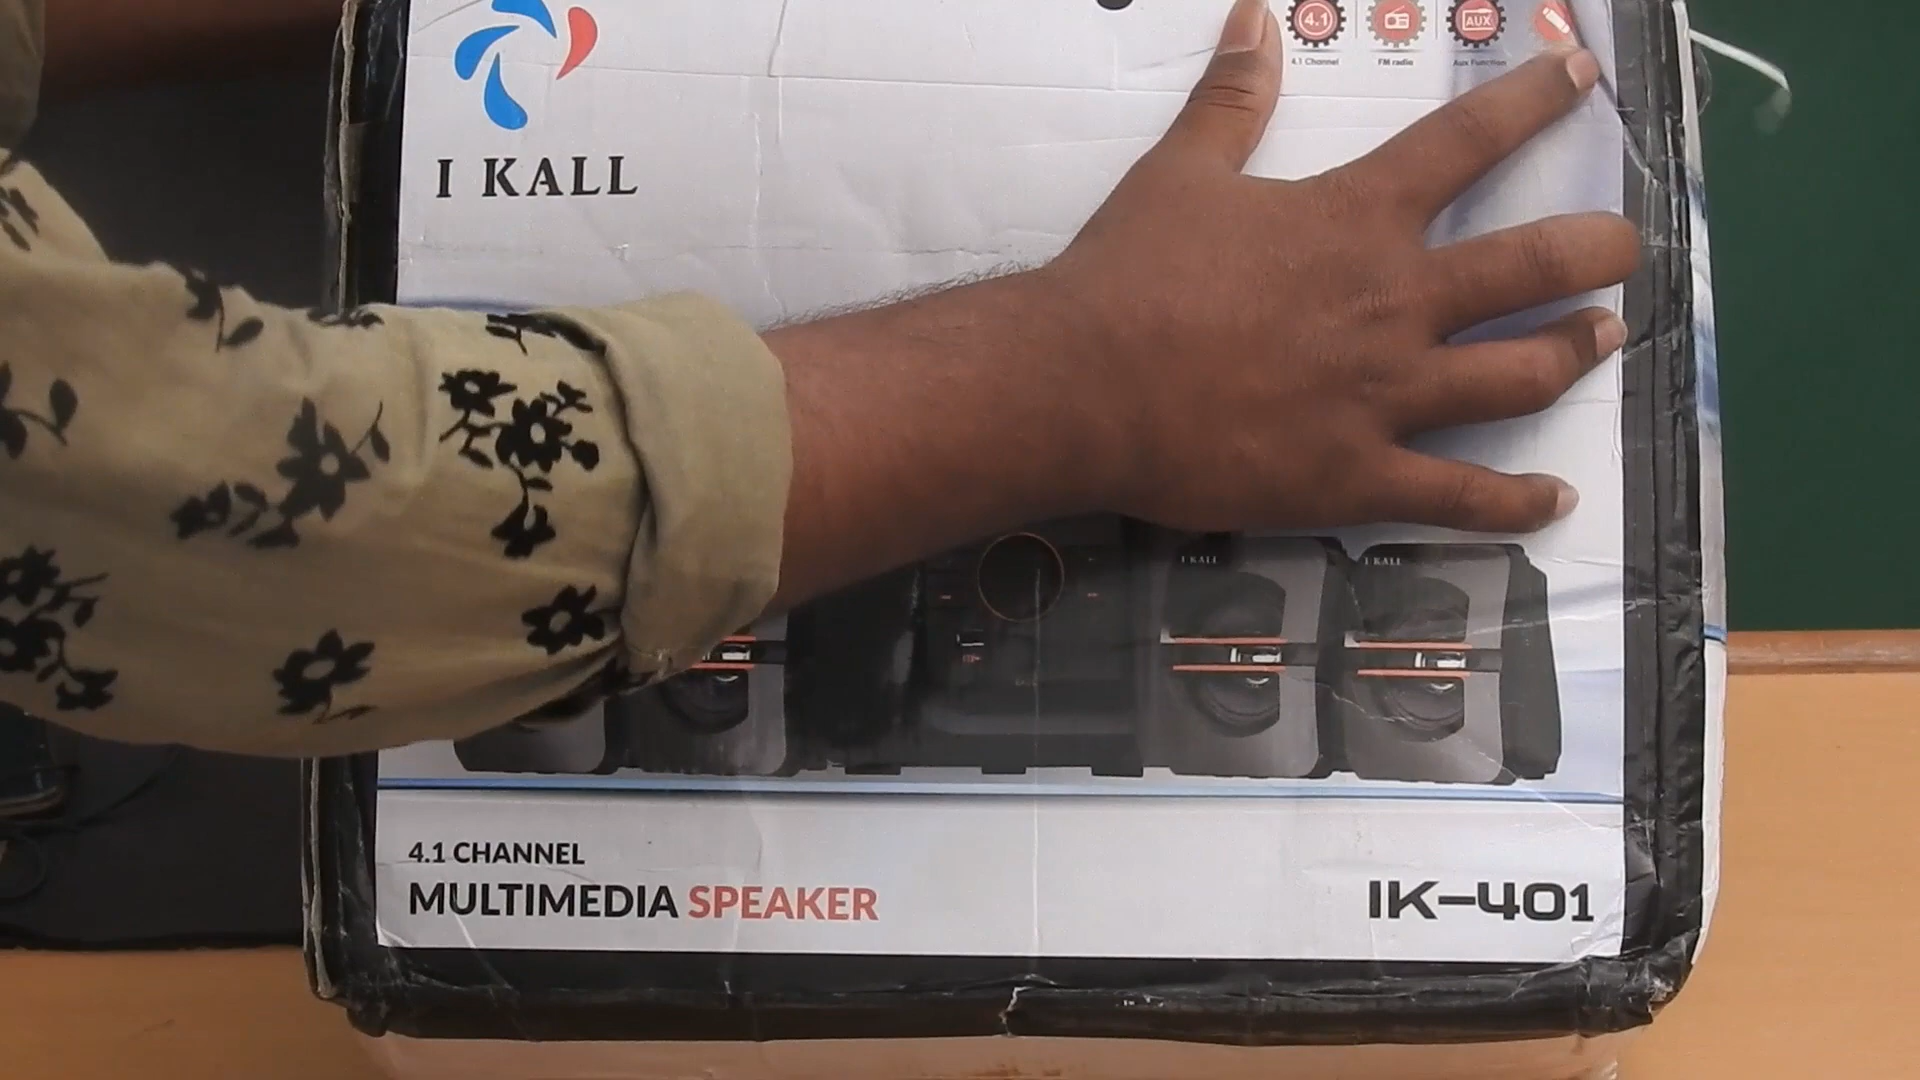 4.1
AUX
4.1 Channel
FM radio
Aux Function
I KALL
I KALL
I KALL
4.1 CHANNEL
MULTIMEDIA SPEAKER
IK-401